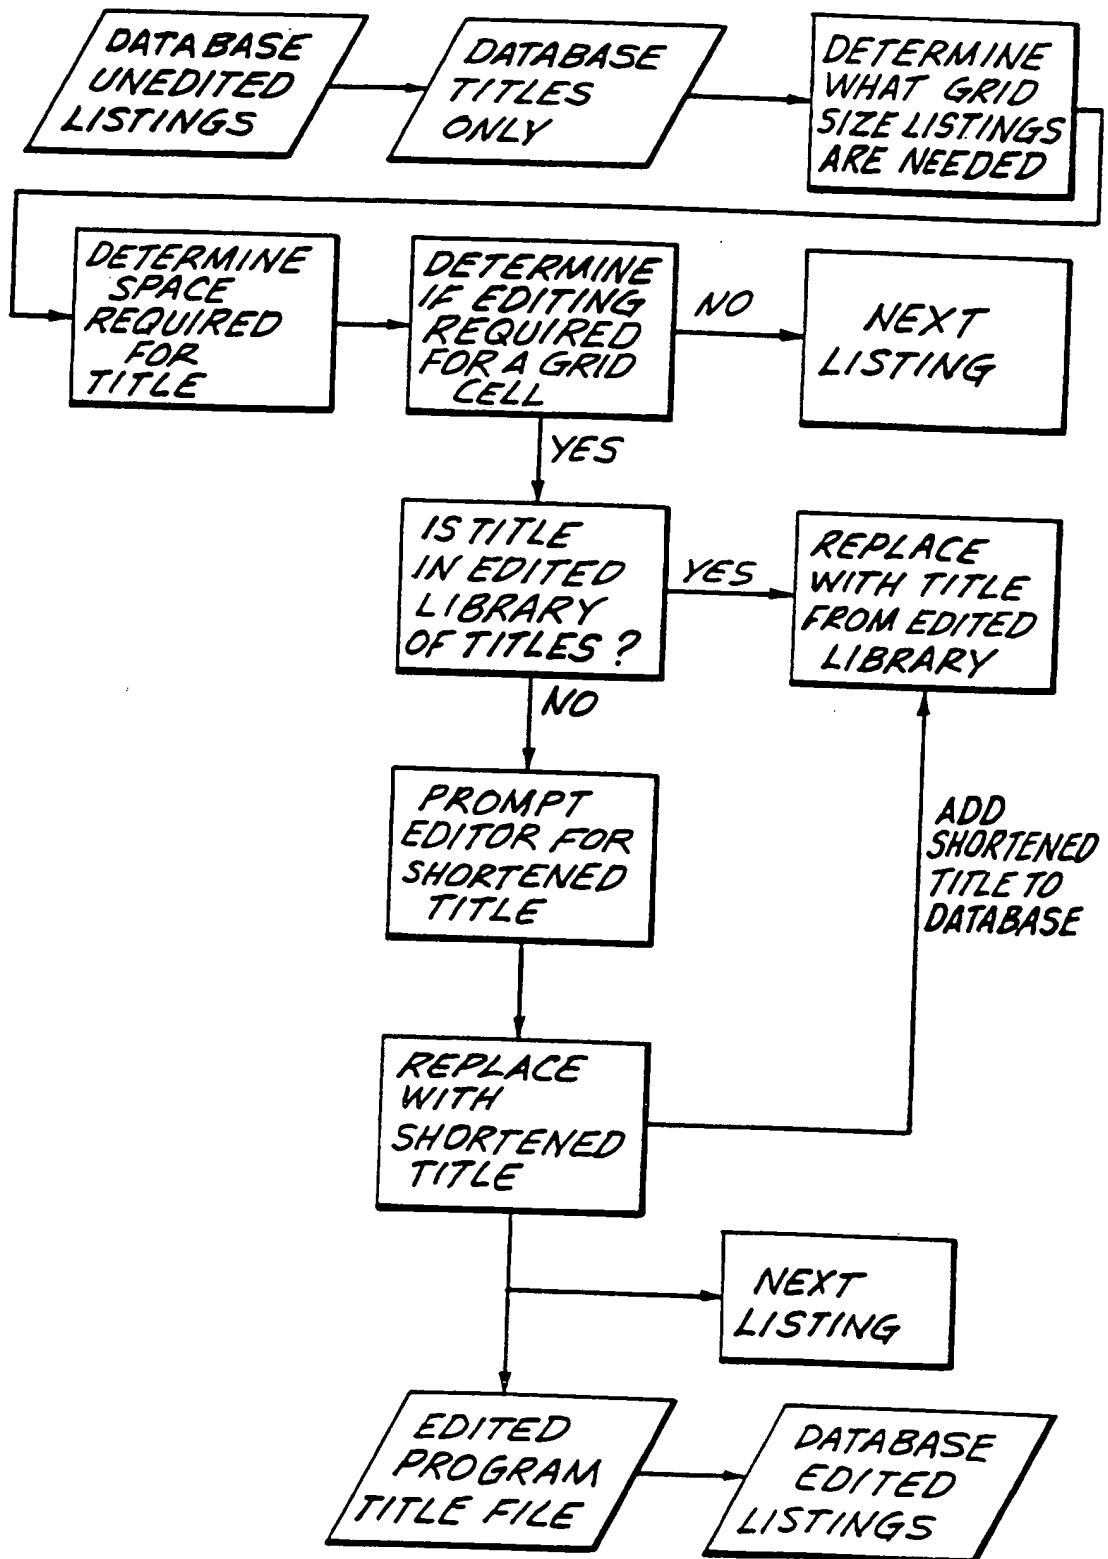 DATABASE
UNEDITED
LISTINGS
DATABASE
TITLES
ONLY
DETERMINE
WHAT GRID
SIZE LISTINGS
ARE NEEDED
DETERMINE
SPACE
REQUIRED
FOR
TITLE
DETERMINE
IF EDITING
REQUIRED
FOR A GRID
CELL
NO
NEXT
LISTING
YES
IS TITLE
IN EDITED
LIBRARY
OF TITLES ?
YES
REPLACE
WITH TITLE
FROM EDITED
LIBRARY
NO
PROMPT
EDITOR FOR
SHORTENED
TITLE
ADD
SHORTENED
TITLE TO
DATABASE
REPLACE
WITH
SHORTENED
TITLE
NEXT
LISTING
EDITED
PROGRAM
TITLE FILE
DATABASE
EDITED
LISTINGS